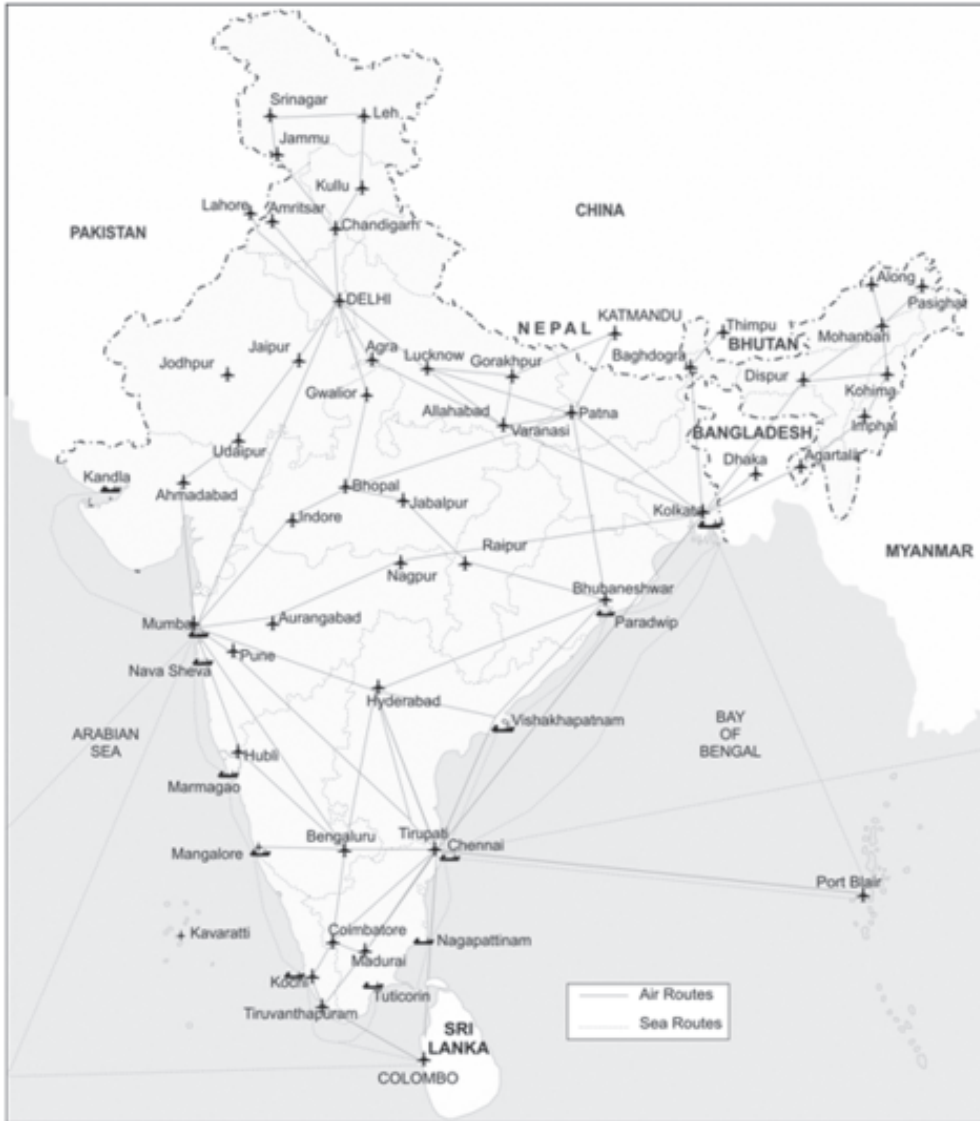 Srinagar
Leh
Jammu
Kullu
Lahore
Amritsar
Chandigarh
CHINA
PAKISTAN
DELHI
Along
Pasighat
NEPAL
KATMANDU
Thimpu
Mohanbari
BHUTAN
Jaipur
Agra
Lucknow
Gorakhpur
Baghdogra
Jodhpur
Dispur
Kohima
Gwalior
Allahabad
Patna
Varanasi
Imphal
BANGLADESH
Udaipur
Dhaka
Agartala
Kandla
Ahmadabad
Bhopal
Jabalpur
Kolkata
Indore
Raipur
MYANMAR
Nagpur
Bhubaneshwar
Mumbai
Aurangabad
Paradwip
Pune
Nava Sheva
Hyderabad
Vishakhapatnam
ARABIAN
SEA
BAY
OF
BENGAL
Hubli
Marmagao
Bengaluru
Tirupati
Chennai
Mangalore
Port Blair
Kavaratti
Coimbatore
Nagapattinam
Madurai
Kochi
Tuticorin
Air Routes
Tiruvanthapuram
Sea Routes
SRI
LANKA
COLOMBO